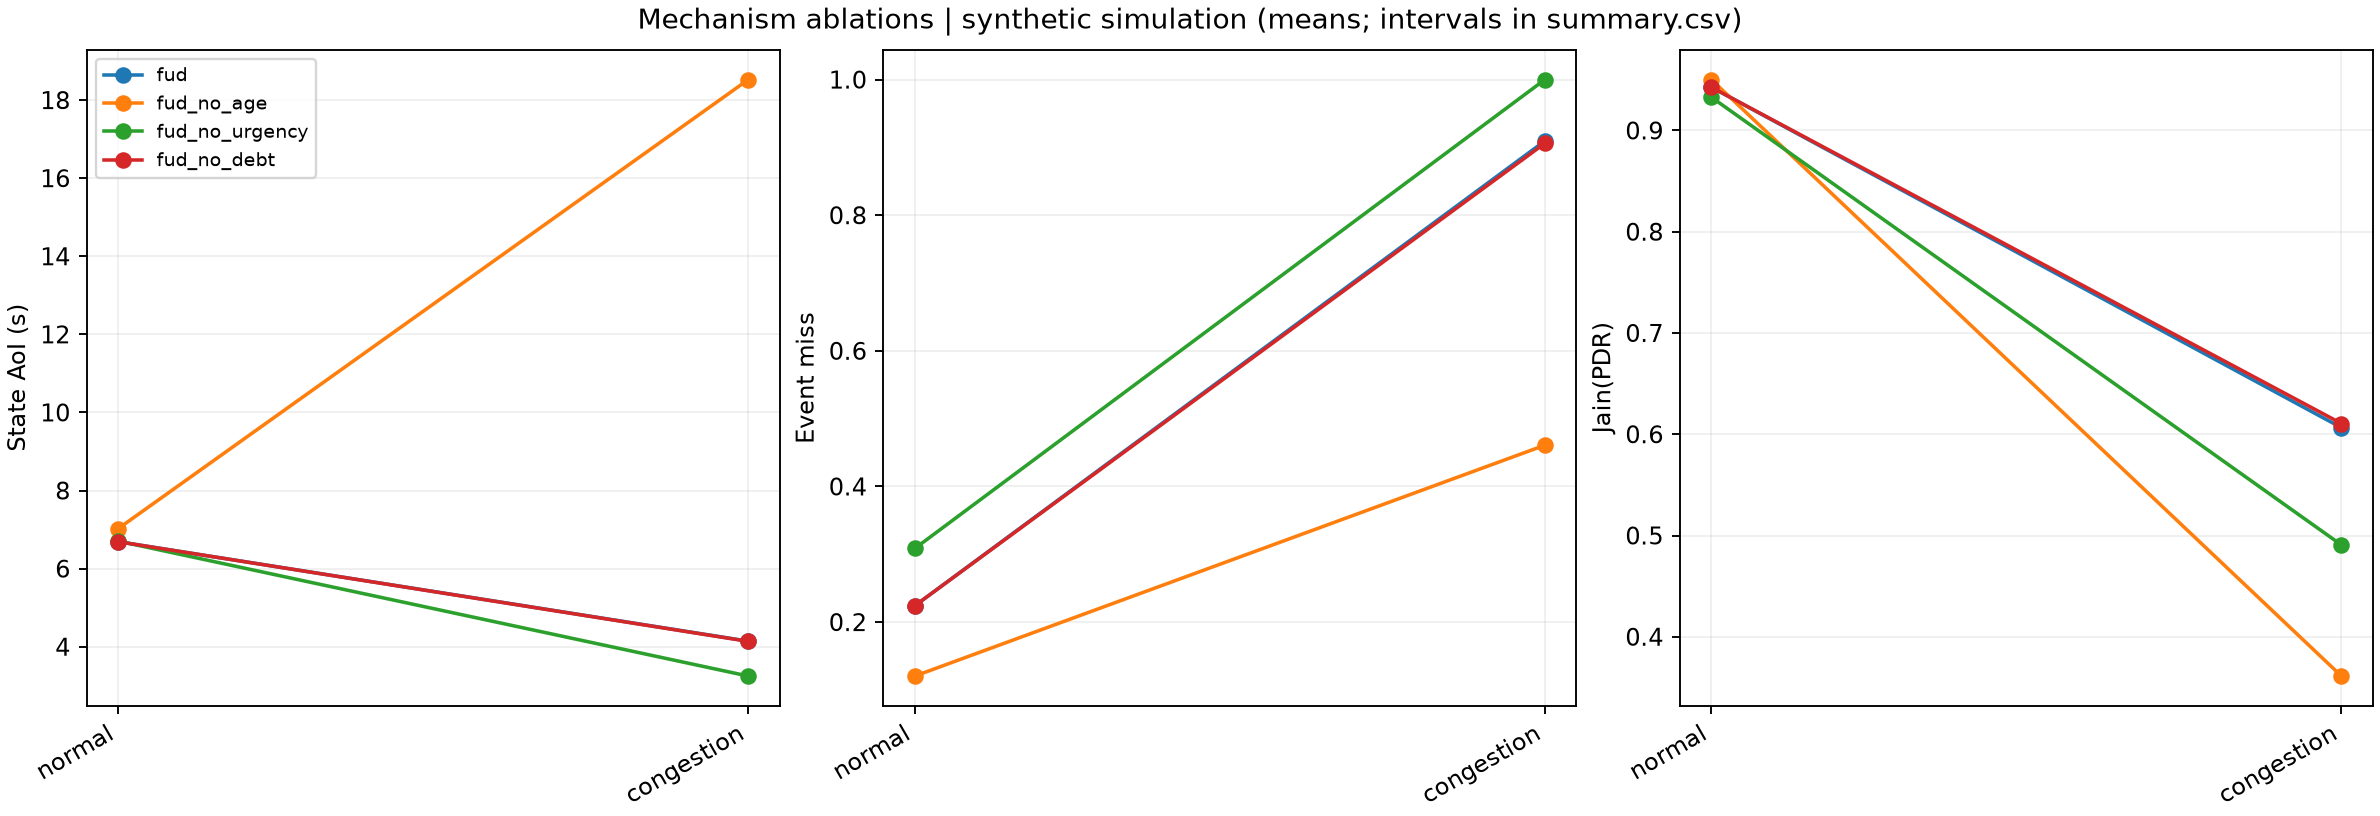 Mechanism ablations | synthetic simulation (means; intervals in summary.csv)
State AoI (s)
18
16
14
12
10
8
6
4
fud
fud_no_age
fud_no_urgency
fud_no_debt
normal
congestion
Event miss
1.0
0.8
0.6
0.4
0.2
normal
congestion
Jain(PDR)
0.9
0.8
0.7
0.6
0.5
0.4
normal
congestion